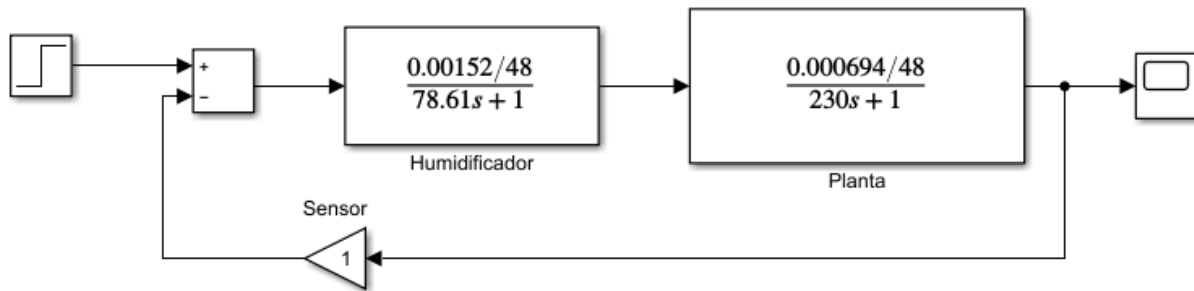 +
−
0.00152/48
78.61s + 1
Humidificador
0.000694/48
230s + 1
Planta
Sensor
1